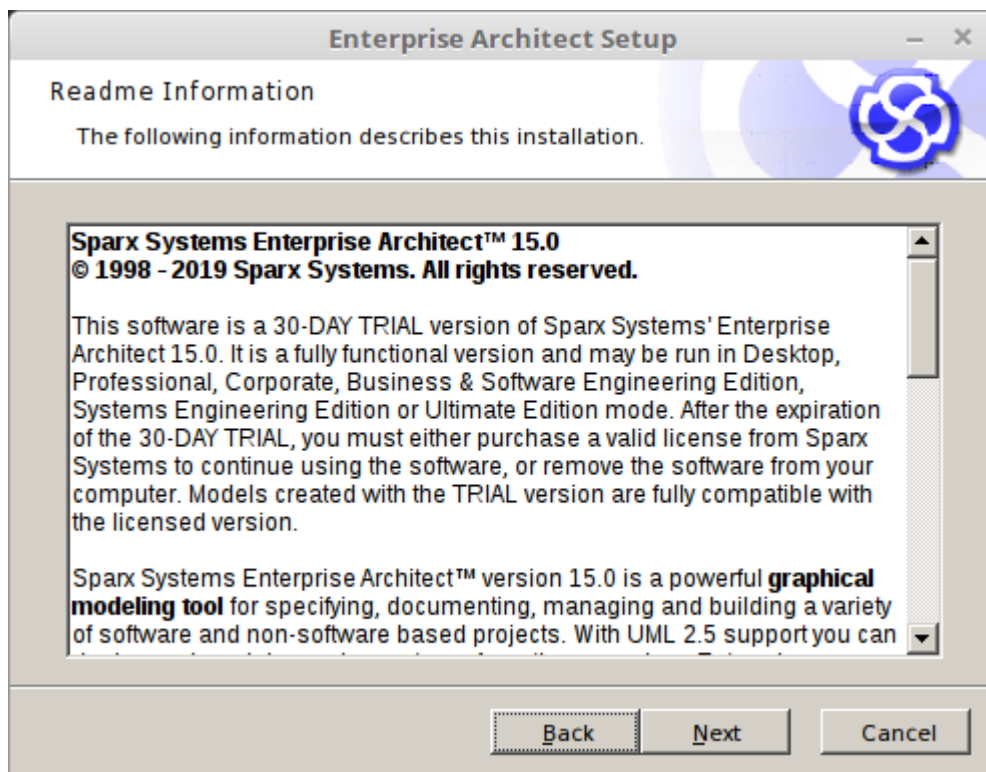 Enterprise Architect Setup
Readme Information
The following information describes this installation.
Sparx Systems Enterprise Architect™ 15.0
© 1998 - 2019 Sparx Systems. All rights reserved.
This software is a 30-DAY TRIAL version of Sparx Systems' Enterprise
Architect 15.0. It is a fully functional version and may be run in Desktop,
Professional, Corporate, Business & Software Engineering Edition,
Systems Engineering Edition or Ultimate Edition mode. After the expiration
of the 30-DAY TRIAL, you must either purchase a valid license from Sparx
Systems to continue using the software, or remove the software from your
computer. Models created with the TRIAL version are fully compatible with
the licensed version.
Sparx Systems Enterprise Architect™ version 15.0 is a powerful graphical
modeling tool for specifying, documenting, managing and building a variety
of software and non-software based projects. With UML 2.5 support you can
Back Next Cancel